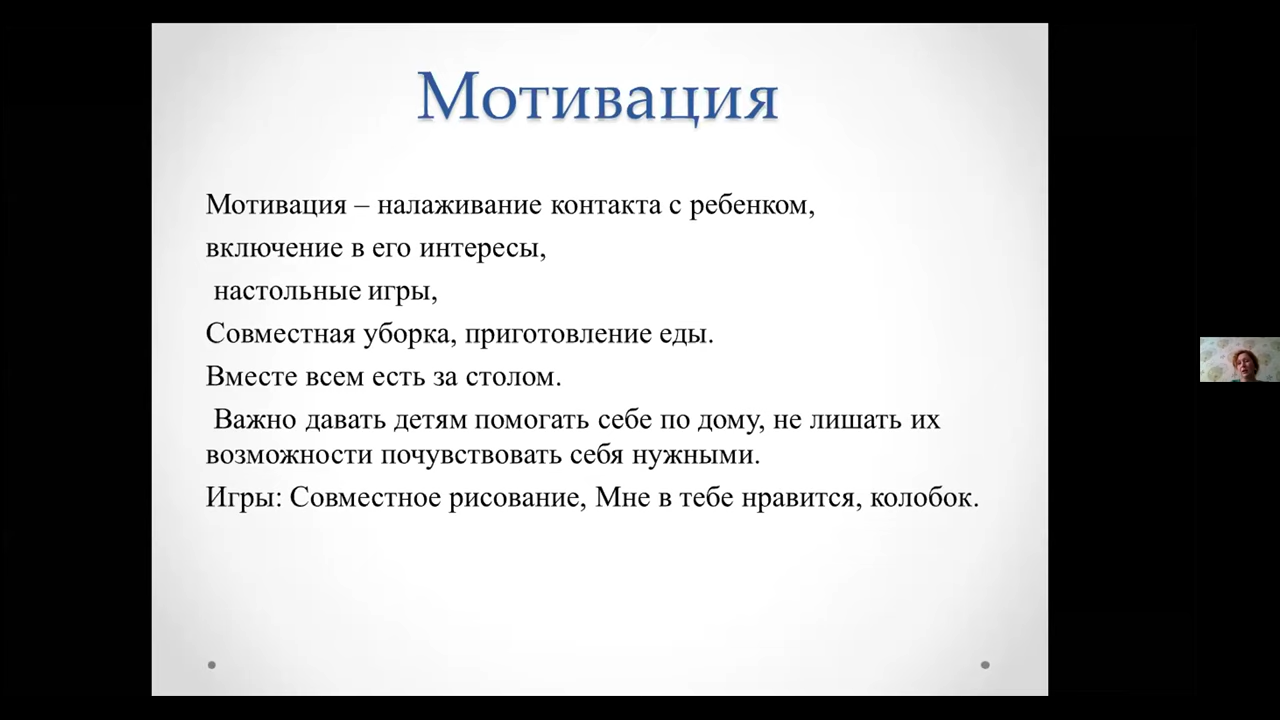 Мотивация
Мотивация – налаживание контакта с ребенком,
включение в его интересы,
настольные игры,
Совместная уборка, приготовление еды.
Вместе всем есть за столом.
Важно давать детям помогать себе по дому, не лишать их
возможности почувствовать себя нужными.
Игры: Совместное рисование, Мне в тебе нравится, колобок.